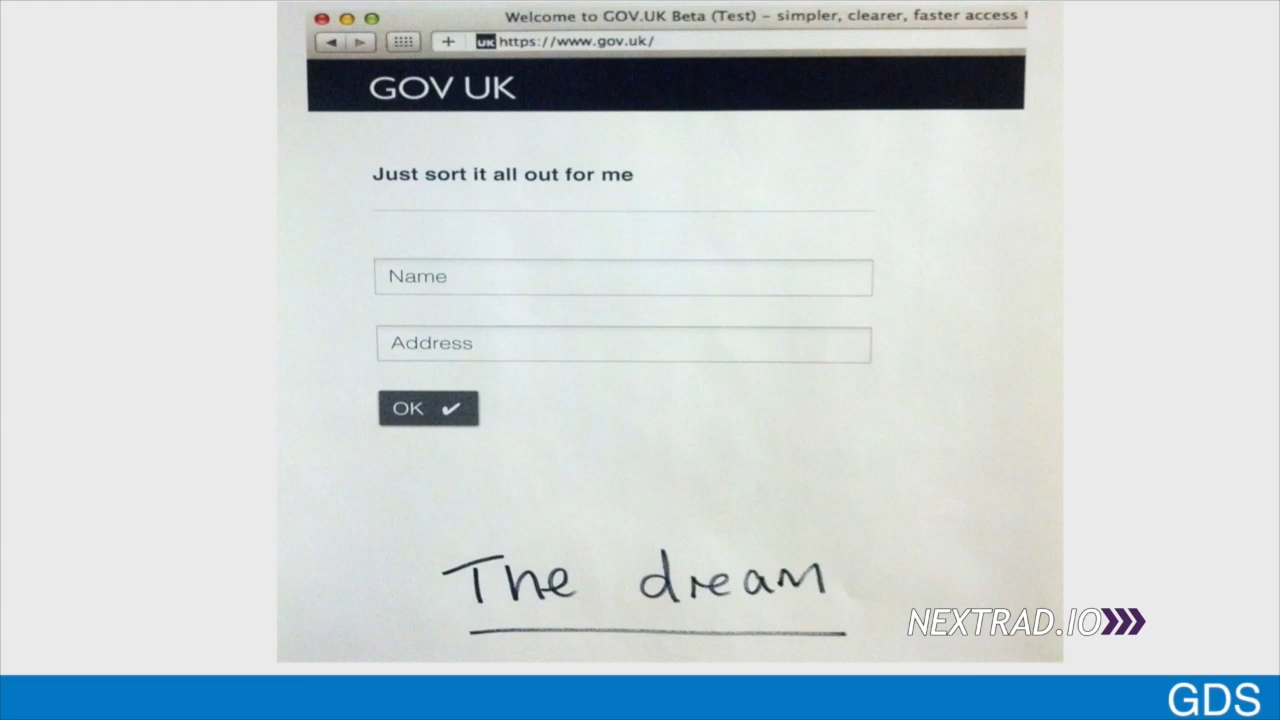 Welcome to GOV.UK Beta (Test) – simpler, clearer, faster access
UK https://www.gov.uk/
GOV UK
Just sort it all out for me
Name
Address
OK ✔
The dream
NEXTRAD.IO
GDS